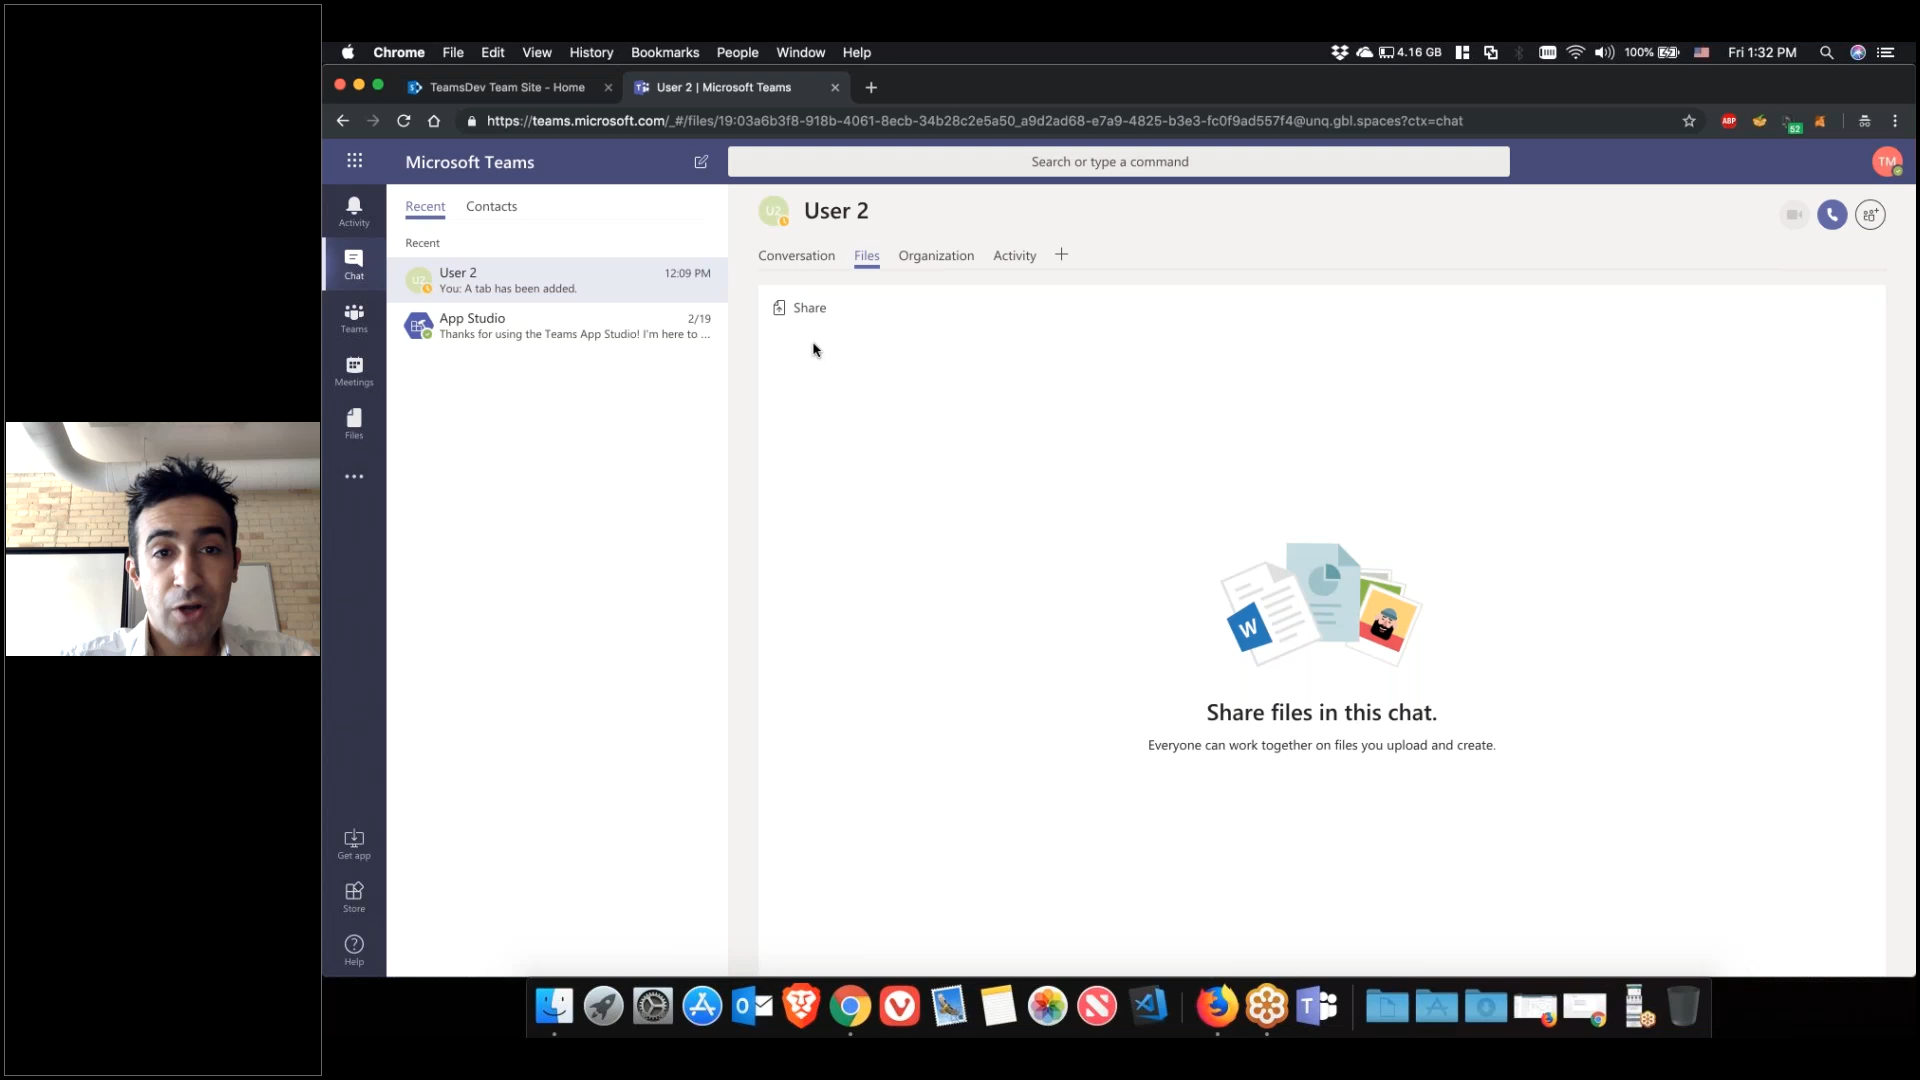 Chrome File Edit View History Bookmarks People Window Help 4.16 GB 100% Fri 1:32 PM
TeamsDev Team Site - Home User 2 | Microsoft Teams
https://teams.microsoft.com/_#/files/19:03a6b3f8-918b-4061-8ecb-34b28c2e5a50_a9d2ad68-e7a9-4825-b3e3-fc0f9ad557f4@unq.gbl.spaces?ctx=chat ABP 52
Microsoft Teams Search or type a command TM
Activity
Chat
Teams
Meetings
Files
Get app
Store
Help
Recent Contacts
Recent
U2 User 2 12:09 PM
You: A tab has been added.
App Studio 2/19
Thanks for using the Teams App Studio! I'm here to ...
U2 User 2
Conversation Files Organization Activity
Share
W
Share files in this chat.
Everyone can work together on files you upload and create.